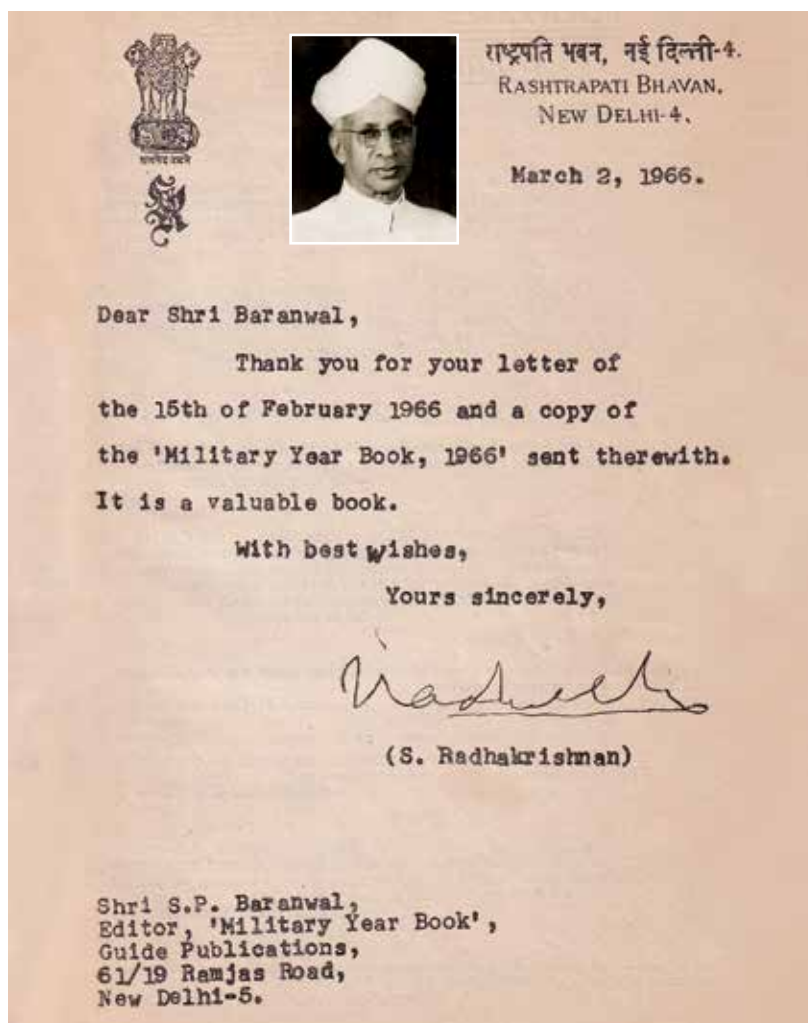 सत्यमेव जयते
राष्ट्रपति भवन, नई दिल्ली-4.
RASHTRAPATI BHAVAN,
NEW DELHI-4.
March 2, 1966.
Dear Shri Baranwal,
Thank you for your letter of
the 15th of February 1966 and a copy of
the 'Military Year Book, 1966' sent therewith.
It is a valuable book.
With best wishes,
Yours sincerely,
(S. Radhakrishnan)
Shri S.P. Baranwal,
Editor, 'Military Year Book',
Guide Publications,
61/19 Ramjas Road,
New Delhi-5.